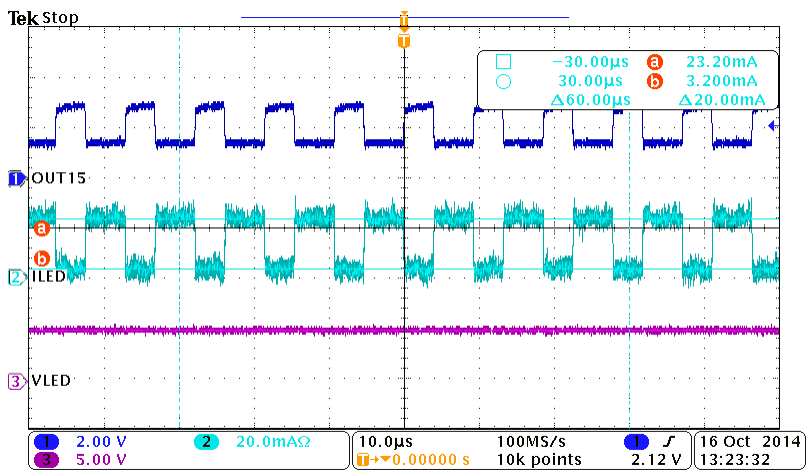 Tek Stop
T
T
□ −30.00µs a 23.20mA
○ 30.00µs b 3.200mA
Δ60.00µs Δ20.00mA
1 OUT15
a
b
2 ILED
3 VLED
1 2.00 V 2 20.0mAΩ 10.0µs 100MS/s 1 2.12 V 16 Oct 2014
3 5.00 V T→▼0.00000 s 10k points 13:23:32